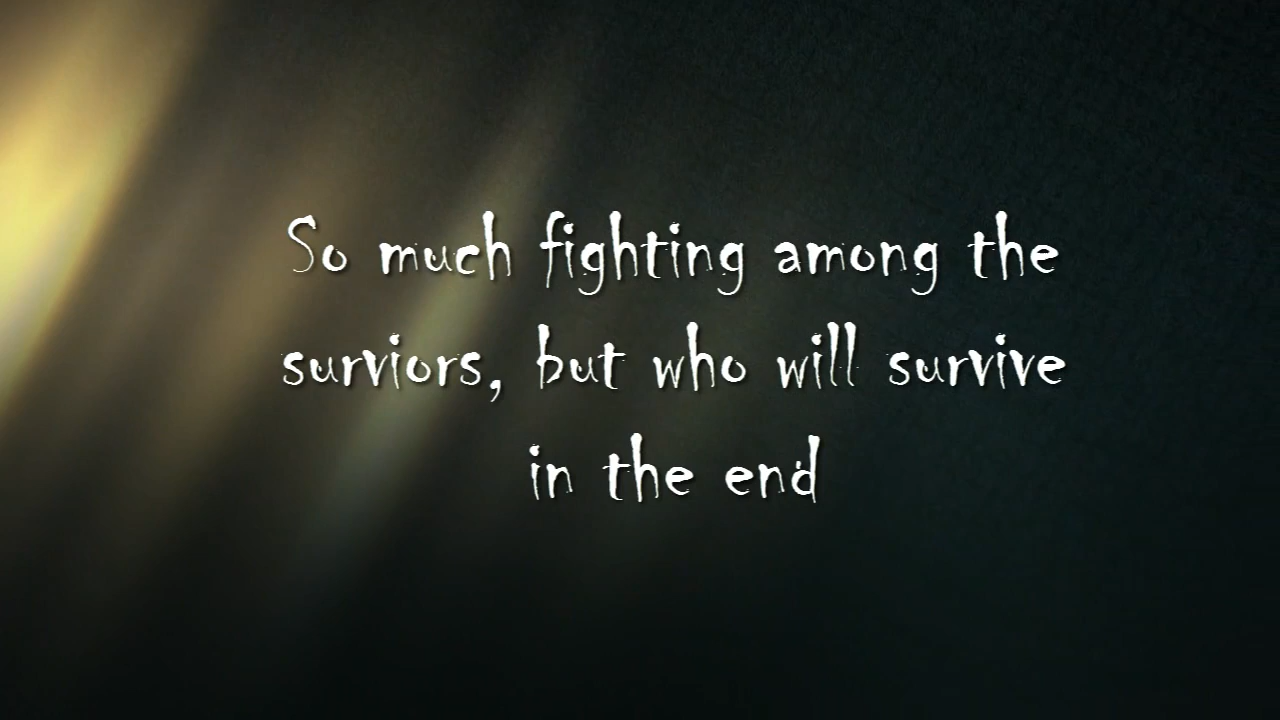 So much fighting among the
surviors, but who will survive
in the end